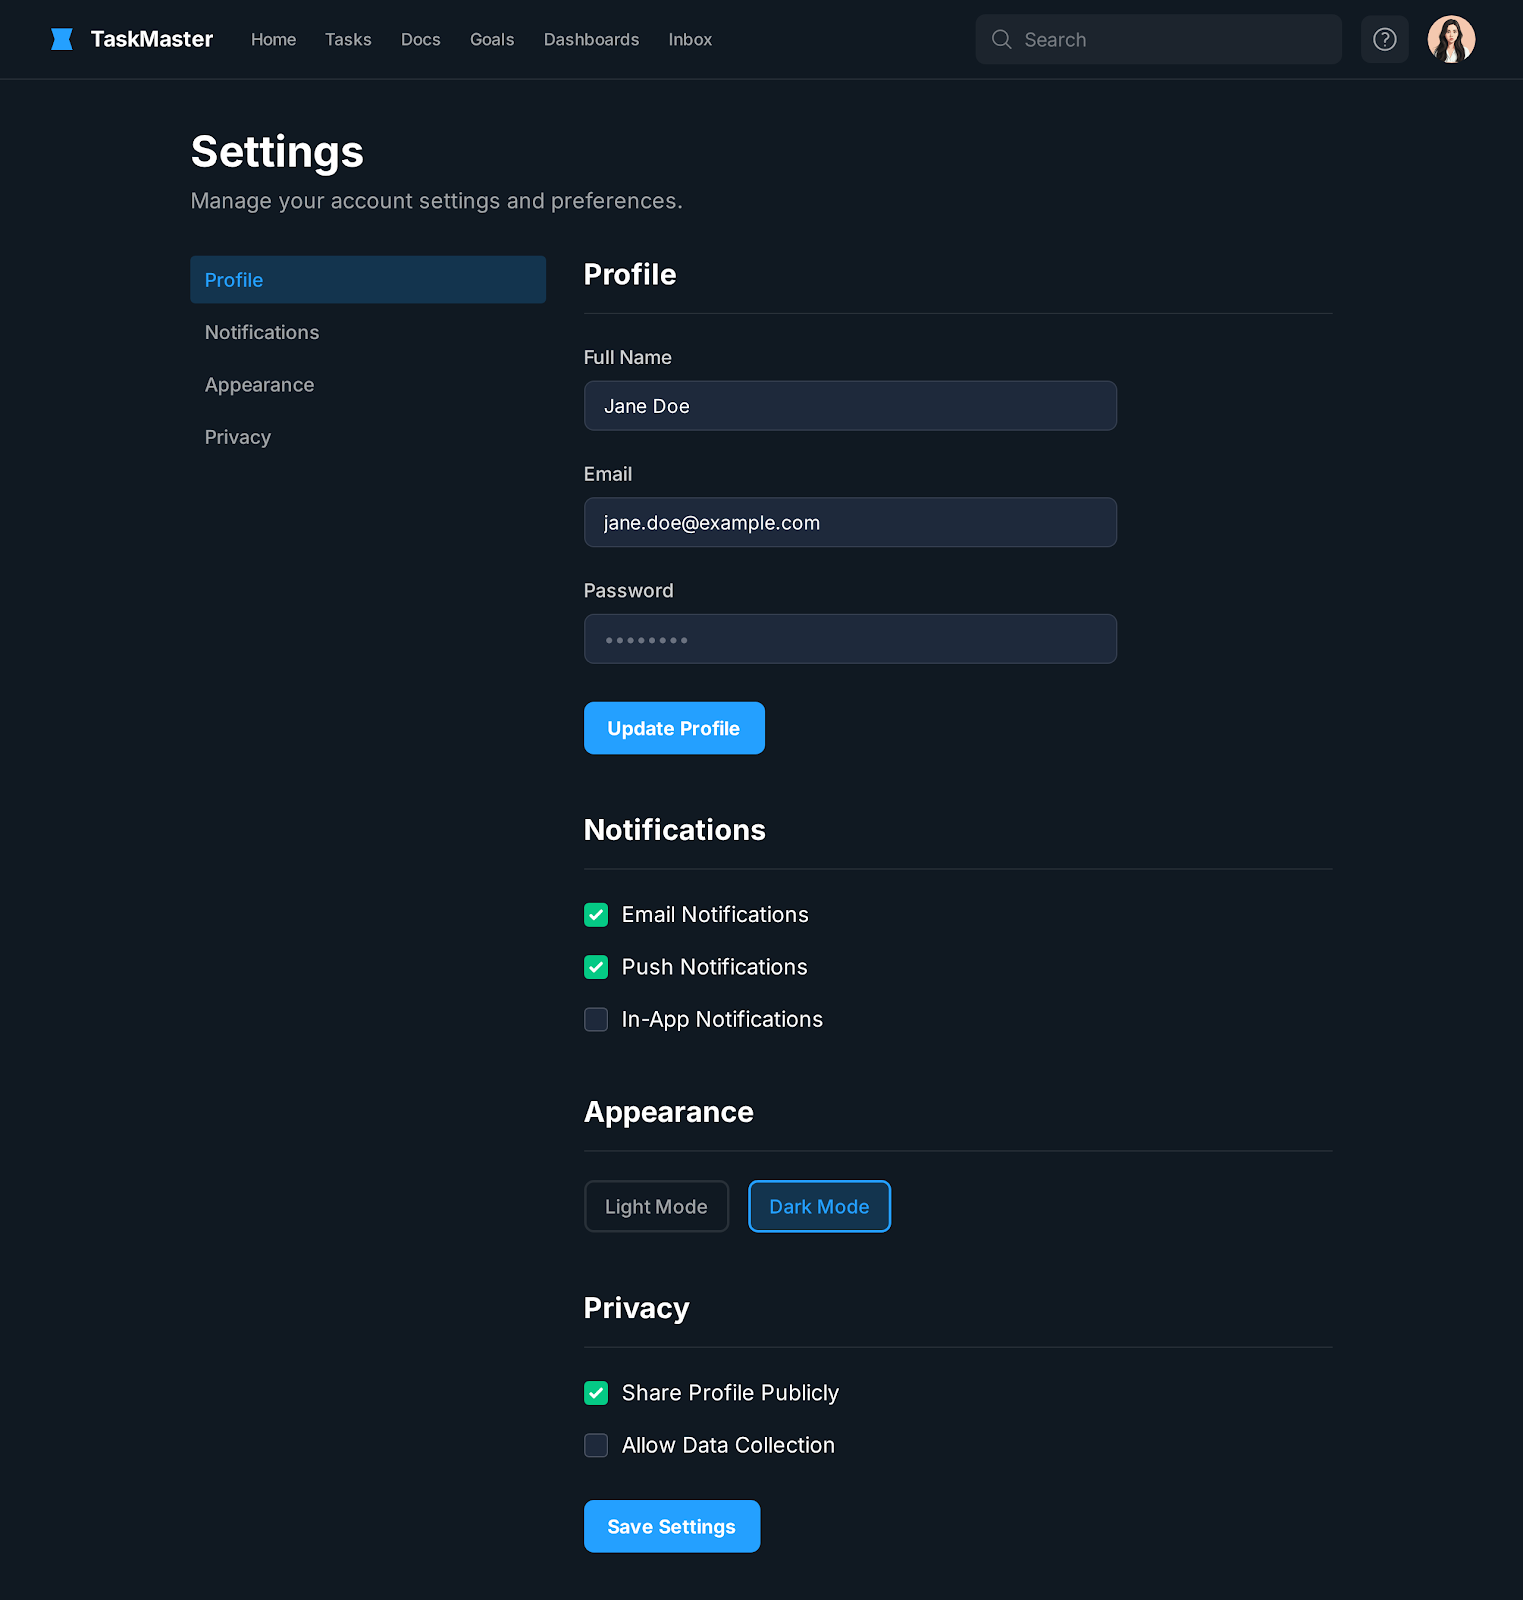 TaskMaster
Home
Tasks
Docs
Goals
Dashboards
Inbox
Search
Settings
Manage your account settings and preferences.
Profile
Notifications
Appearance
Privacy
Profile
Full Name
Jane Doe
Email
jane.doe@example.com
Password
••••••••
Update Profile
Notifications
Email Notifications
Push Notifications
In-App Notifications
Appearance
Light Mode
Dark Mode
Privacy
Share Profile Publicly
Allow Data Collection
Save Settings